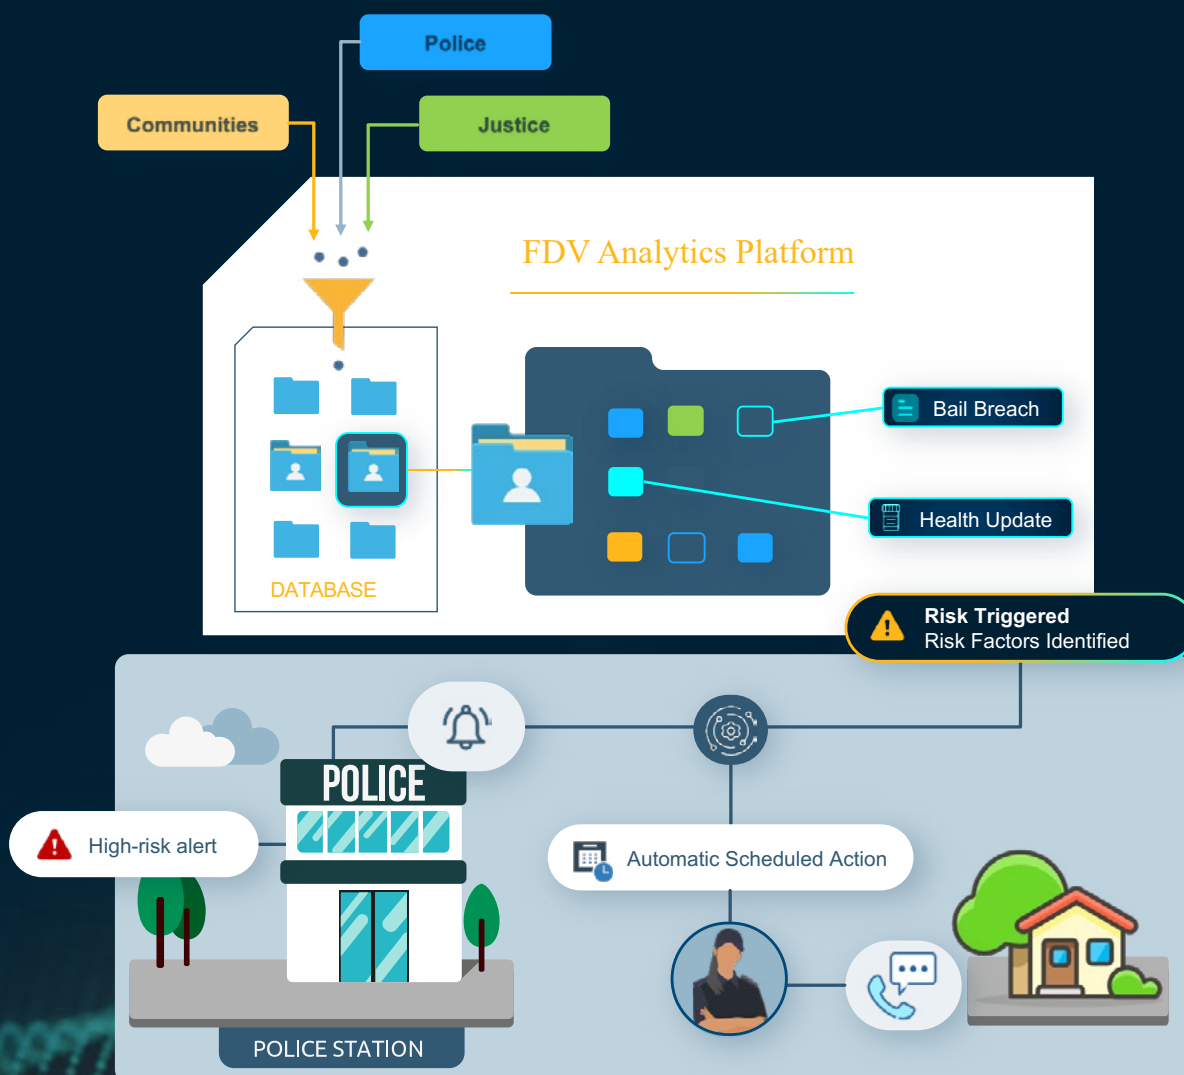 Police
Communities
Justice
FDV Analytics Platform
Bail Breach
Health Update
DATABASE
Risk Triggered
Risk Factors Identified
POLICE
High-risk alert
Automatic Scheduled Action
POLICE STATION